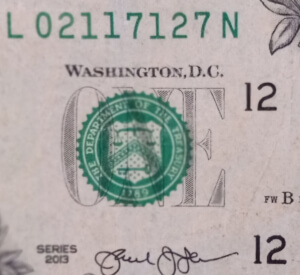 L 02117127 N
WASHINGTON, D.C.
12
ONE
THE DEPARTMENT OF THE TREASURY
1789
FW B
SERIES
2013
12